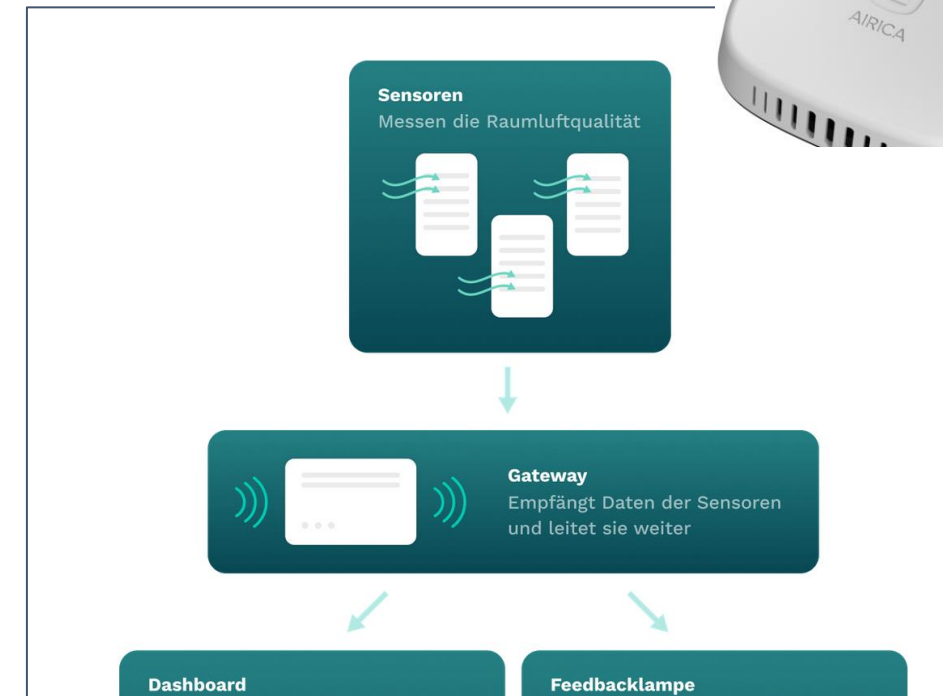 AIRICA
Sensoren
Messen die Raumluftqualität
Gateway
Empfängt Daten der Sensoren
und leitet sie weiter
Dashboard
Feedbacklampe